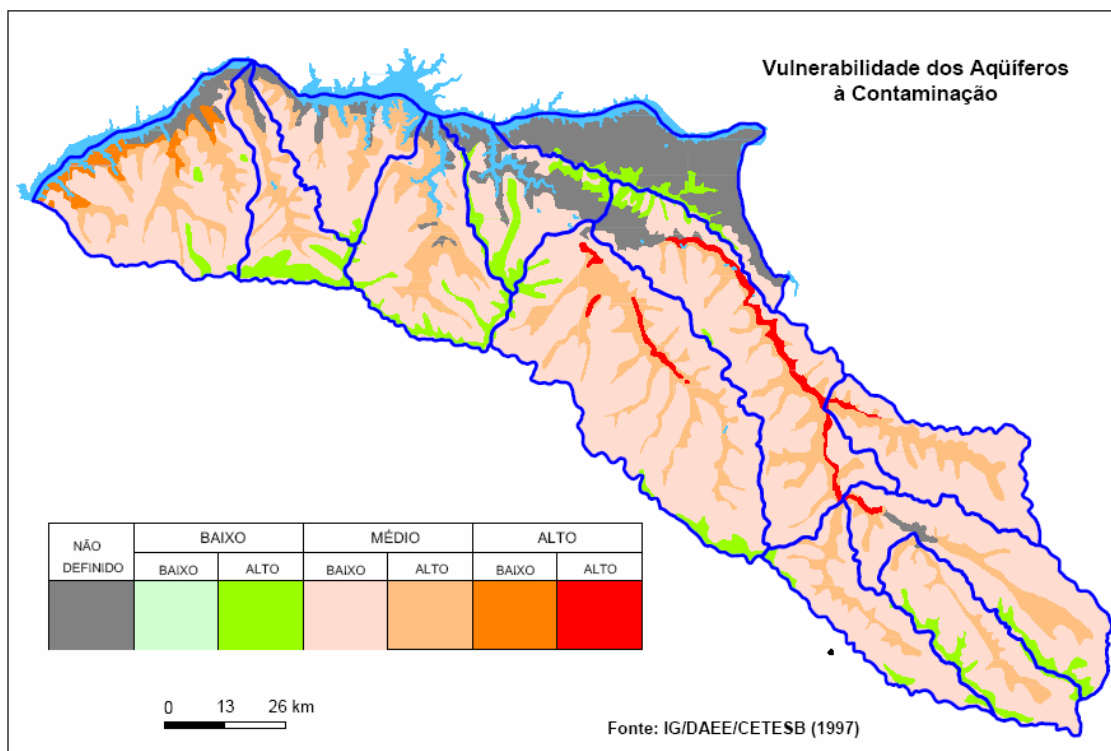 Vulnerabilidade dos Aqüíferos
à Contaminação
NÃO DEFINIDO
BAIXO
MÉDIO
ALTO
BAIXO
ALTO
BAIXO
ALTO
BAIXO
ALTO
0 13 26 km
Fonte: IG/DAEE/CETESB (1997)